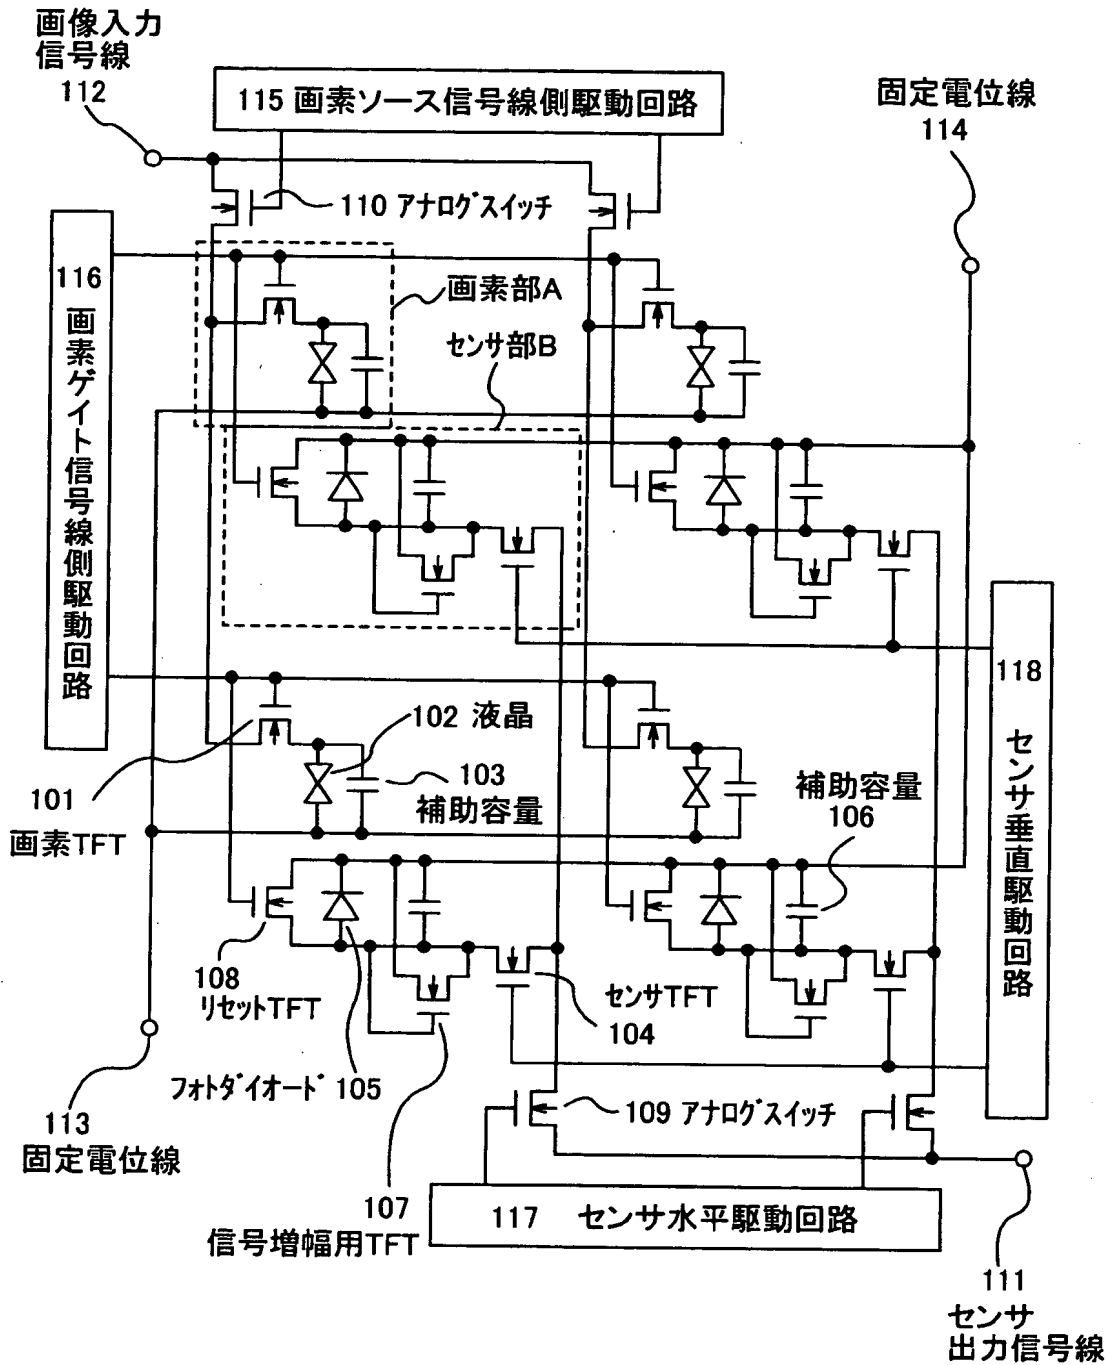 画像入力
信号線
112
115 画素ソース信号線側駆動回路
固定電位線
114
110 アナログスイッチ
116 画素ゲイト信号線側駆動回路
画素部A
センサ部B
118 センサ垂直駆動回路
102 液晶
103
補助容量
101
画素TFT
補助容量
106
108
リセットTFT
センサTFT
104
フォトダイオード 105
109 アナログスイッチ
113
固定電位線
107
信号増幅用TFT
117 センサ水平駆動回路
111
センサ
出力信号線